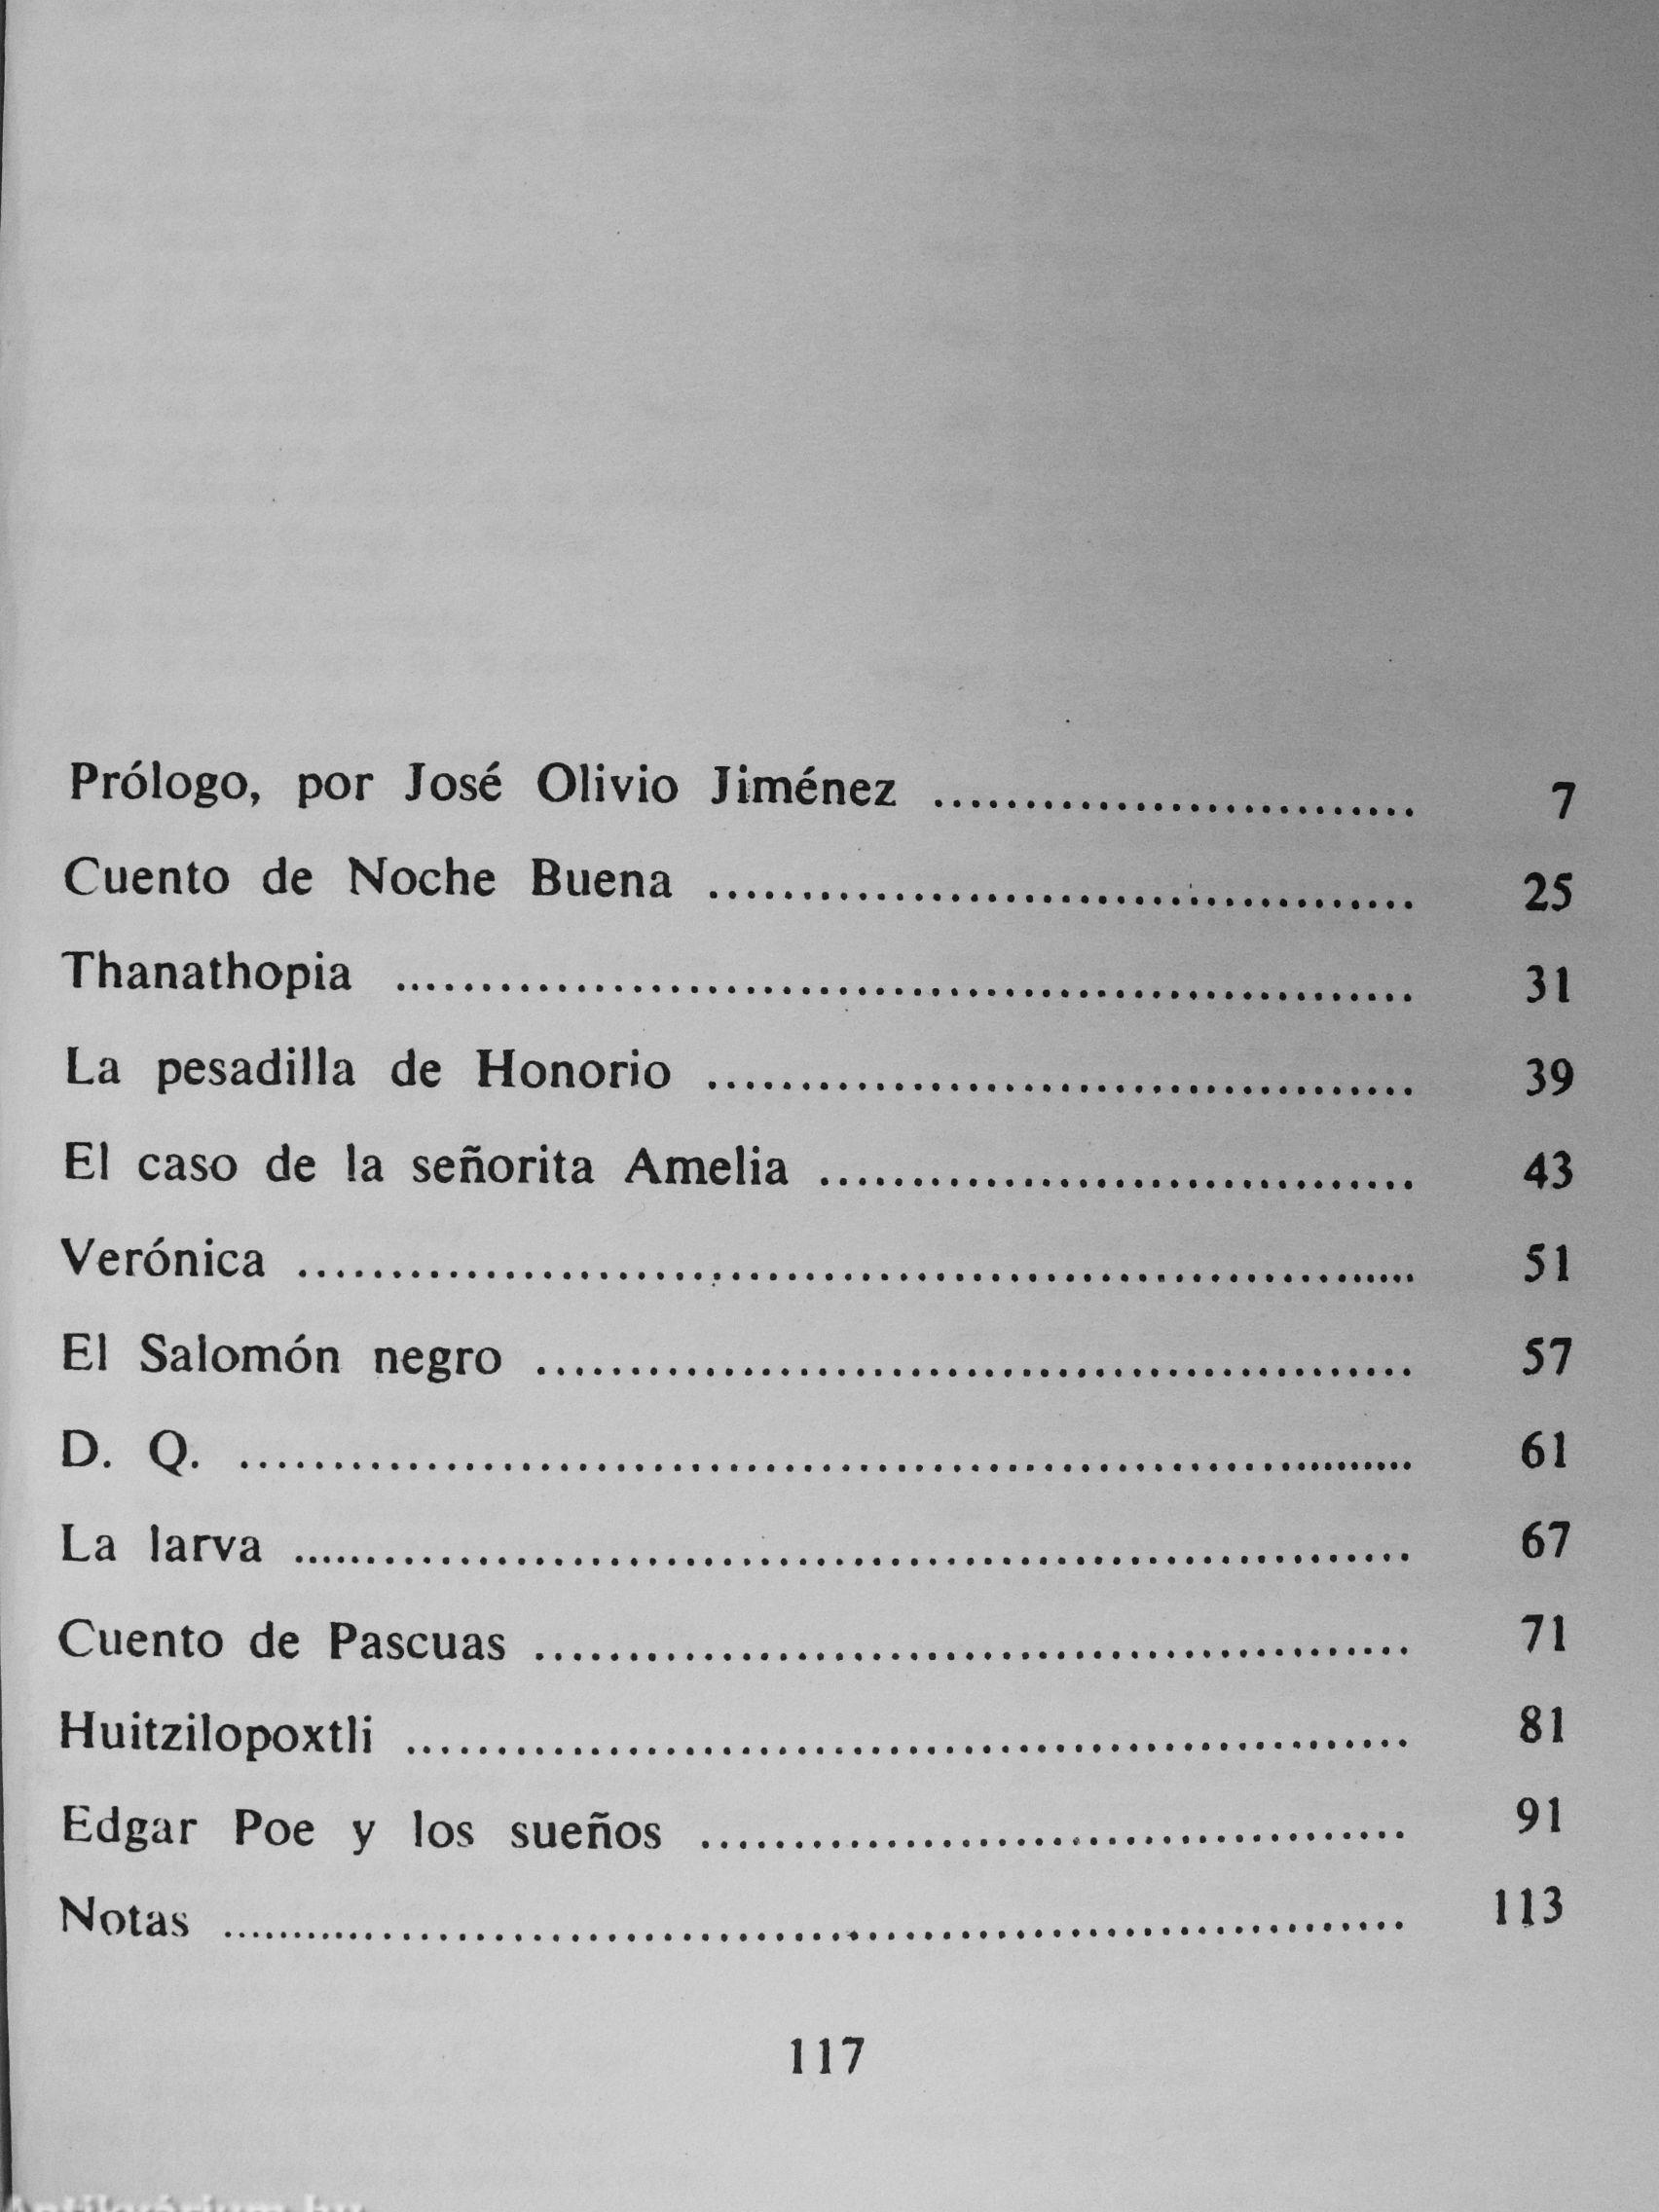 Prólogo, por José Olivio Jiménez ........................... 7
Cuento de Noche Buena ....................................... 25
Thanathopia ....................................................... 31
La pesadilla de Honorio ....................................... 39
El caso de la señorita Amelia ................................. 43
Verónica ............................................................. 51
El Salomón negro ................................................ 57
D. Q. .................................................................. 61
La larva .............................................................. 67
Cuento de Pascuas ................................................ 71
Huitzilopoxtli ....................................................... 81
Edgar Poe y los sueños ....................................... 91
Notas .................................................................. 113
117